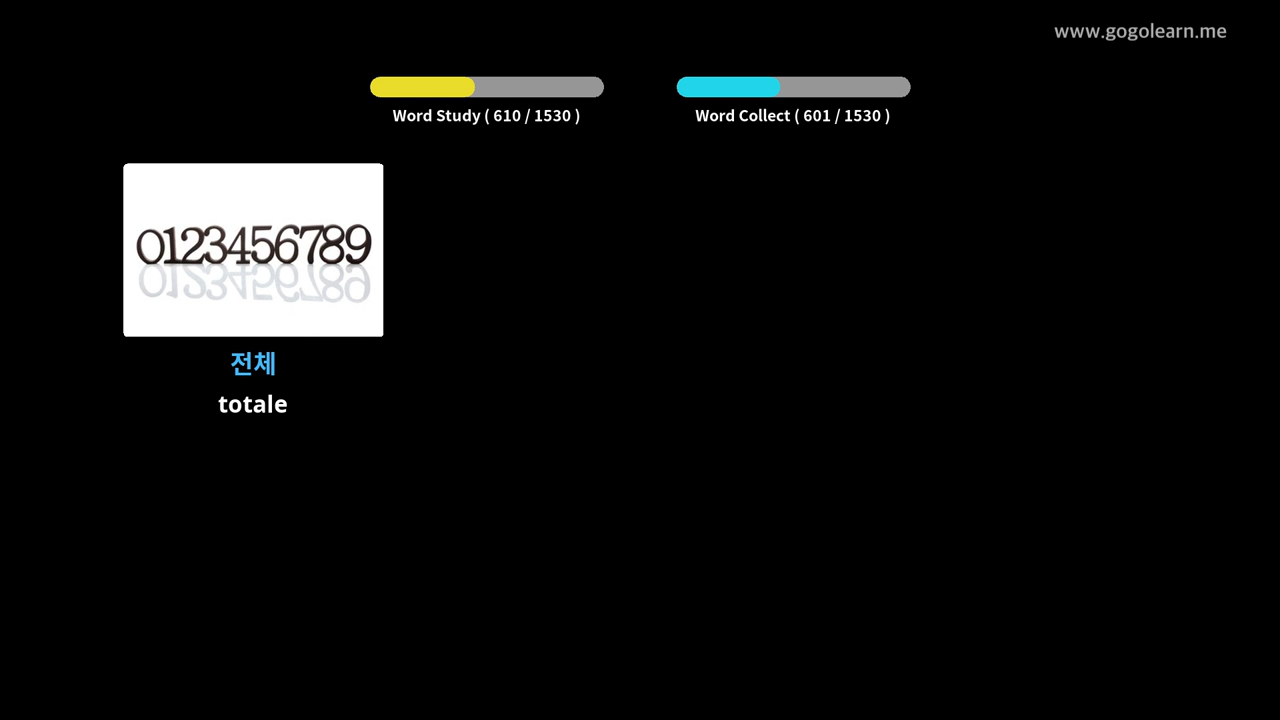 www.gogolearn.me
Word Study ( 610 / 1530 )
Word Collect ( 601 / 1530 )
0123456789
전체
totale